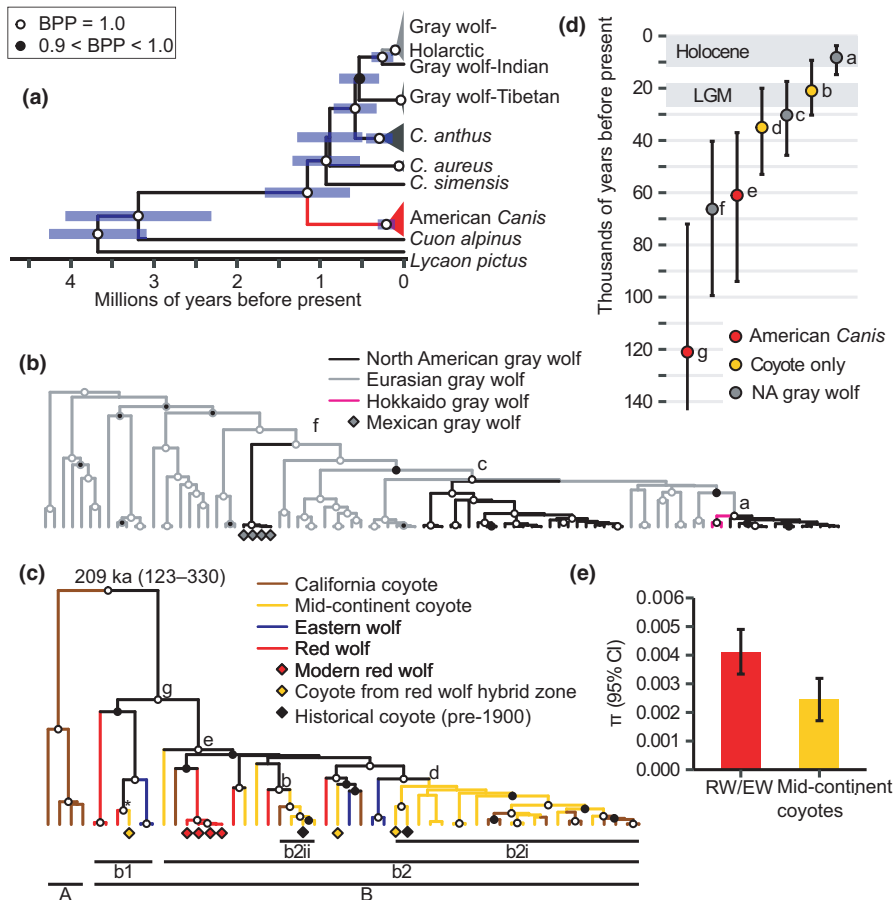 BPP = 1.0
0.9 < BPP < 1.0
(a)
Gray wolf-
Holarctic
Gray wolf-Indian
Gray wolf-Tibetan
C. anthus
C. aureus
C. simensis
American Canis
Cuon alpinus
Lycaon pictus
4 3 2 1 0
Millions of years before present
(d)
Thousands of years before present
0
20
40
60
80
100
120
140
Holocene
LGM
a
b
c
d
e
f
g
American Canis
Coyote only
NA gray wolf
(b)
North American gray wolf
Eurasian gray wolf
Hokkaido gray wolf
Mexican gray wolf
f
c
a
(c)
209 ka (123–330)
California coyote
Mid-continent coyote
Eastern wolf
Red wolf
Modern red wolf
Coyote from red wolf hybrid zone
Historical coyote (pre-1900)
g
e
b
d
*
b2ii
b2i
b1
b2
A
B
(e)
π (95% CI)
0.006
0.005
0.004
0.003
0.002
0.001
0.000
RW/EW
Mid-continent
coyotes